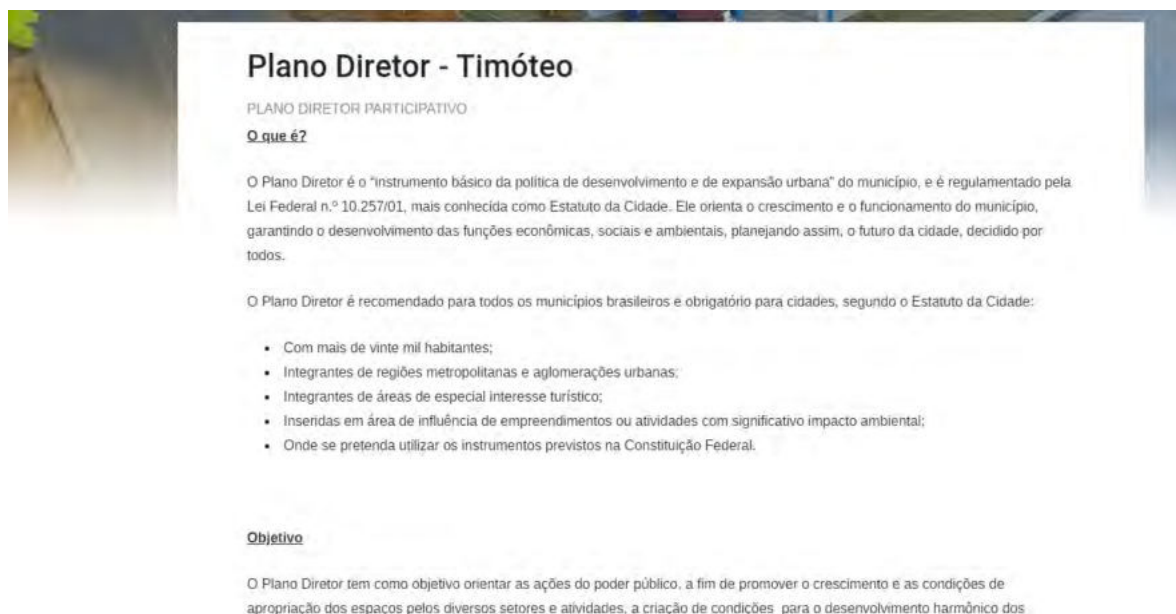 Plano Diretor - Timóteo
PLANO DIRETOR PARTICIPATIVO
O que é?
O Plano Diretor é o “instrumento básico da política de desenvolvimento e de expansão urbana” do município, e é regulamentado pela
Lei Federal n.º 10.257/01, mais conhecida como Estatuto da Cidade. Ele orienta o crescimento e o funcionamento do município,
garantindo o desenvolvimento das funções econômicas, sociais e ambientais, planejando assim, o futuro da cidade, decidido por
todos.
O Plano Diretor é recomendado para todos os municípios brasileiros e obrigatório para cidades, segundo o Estatuto da Cidade:
• Com mais de vinte mil habitantes;
• Integrantes de regiões metropolitanas e aglomerações urbanas;
• Integrantes de áreas de especial interesse turístico;
• Inseridas em área de influência de empreendimentos ou atividades com significativo impacto ambiental;
• Onde se pretenda utilizar os instrumentos previstos na Constituição Federal.
Objetivo
O Plano Diretor tem como objetivo orientar as ações do poder público, a fim de promover o crescimento e as condições de
apropriação dos espaços pelos diversos setores e atividades, a criação de condições para o desenvolvimento harmônico dos